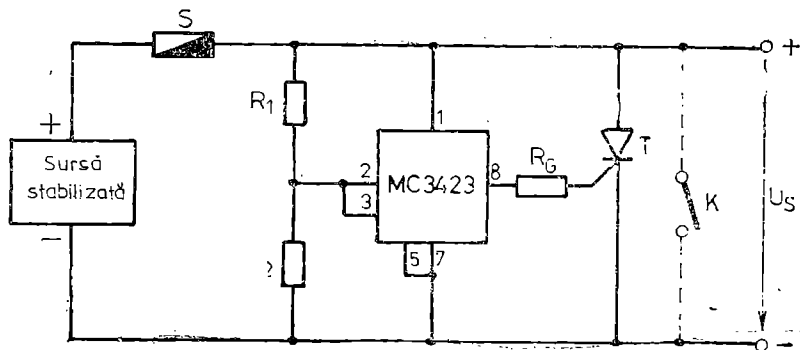 S
+
R1
1
+
Sursă
stabilizată
−
2
3
MC3423
8
RG
T
K
US
5 7
−